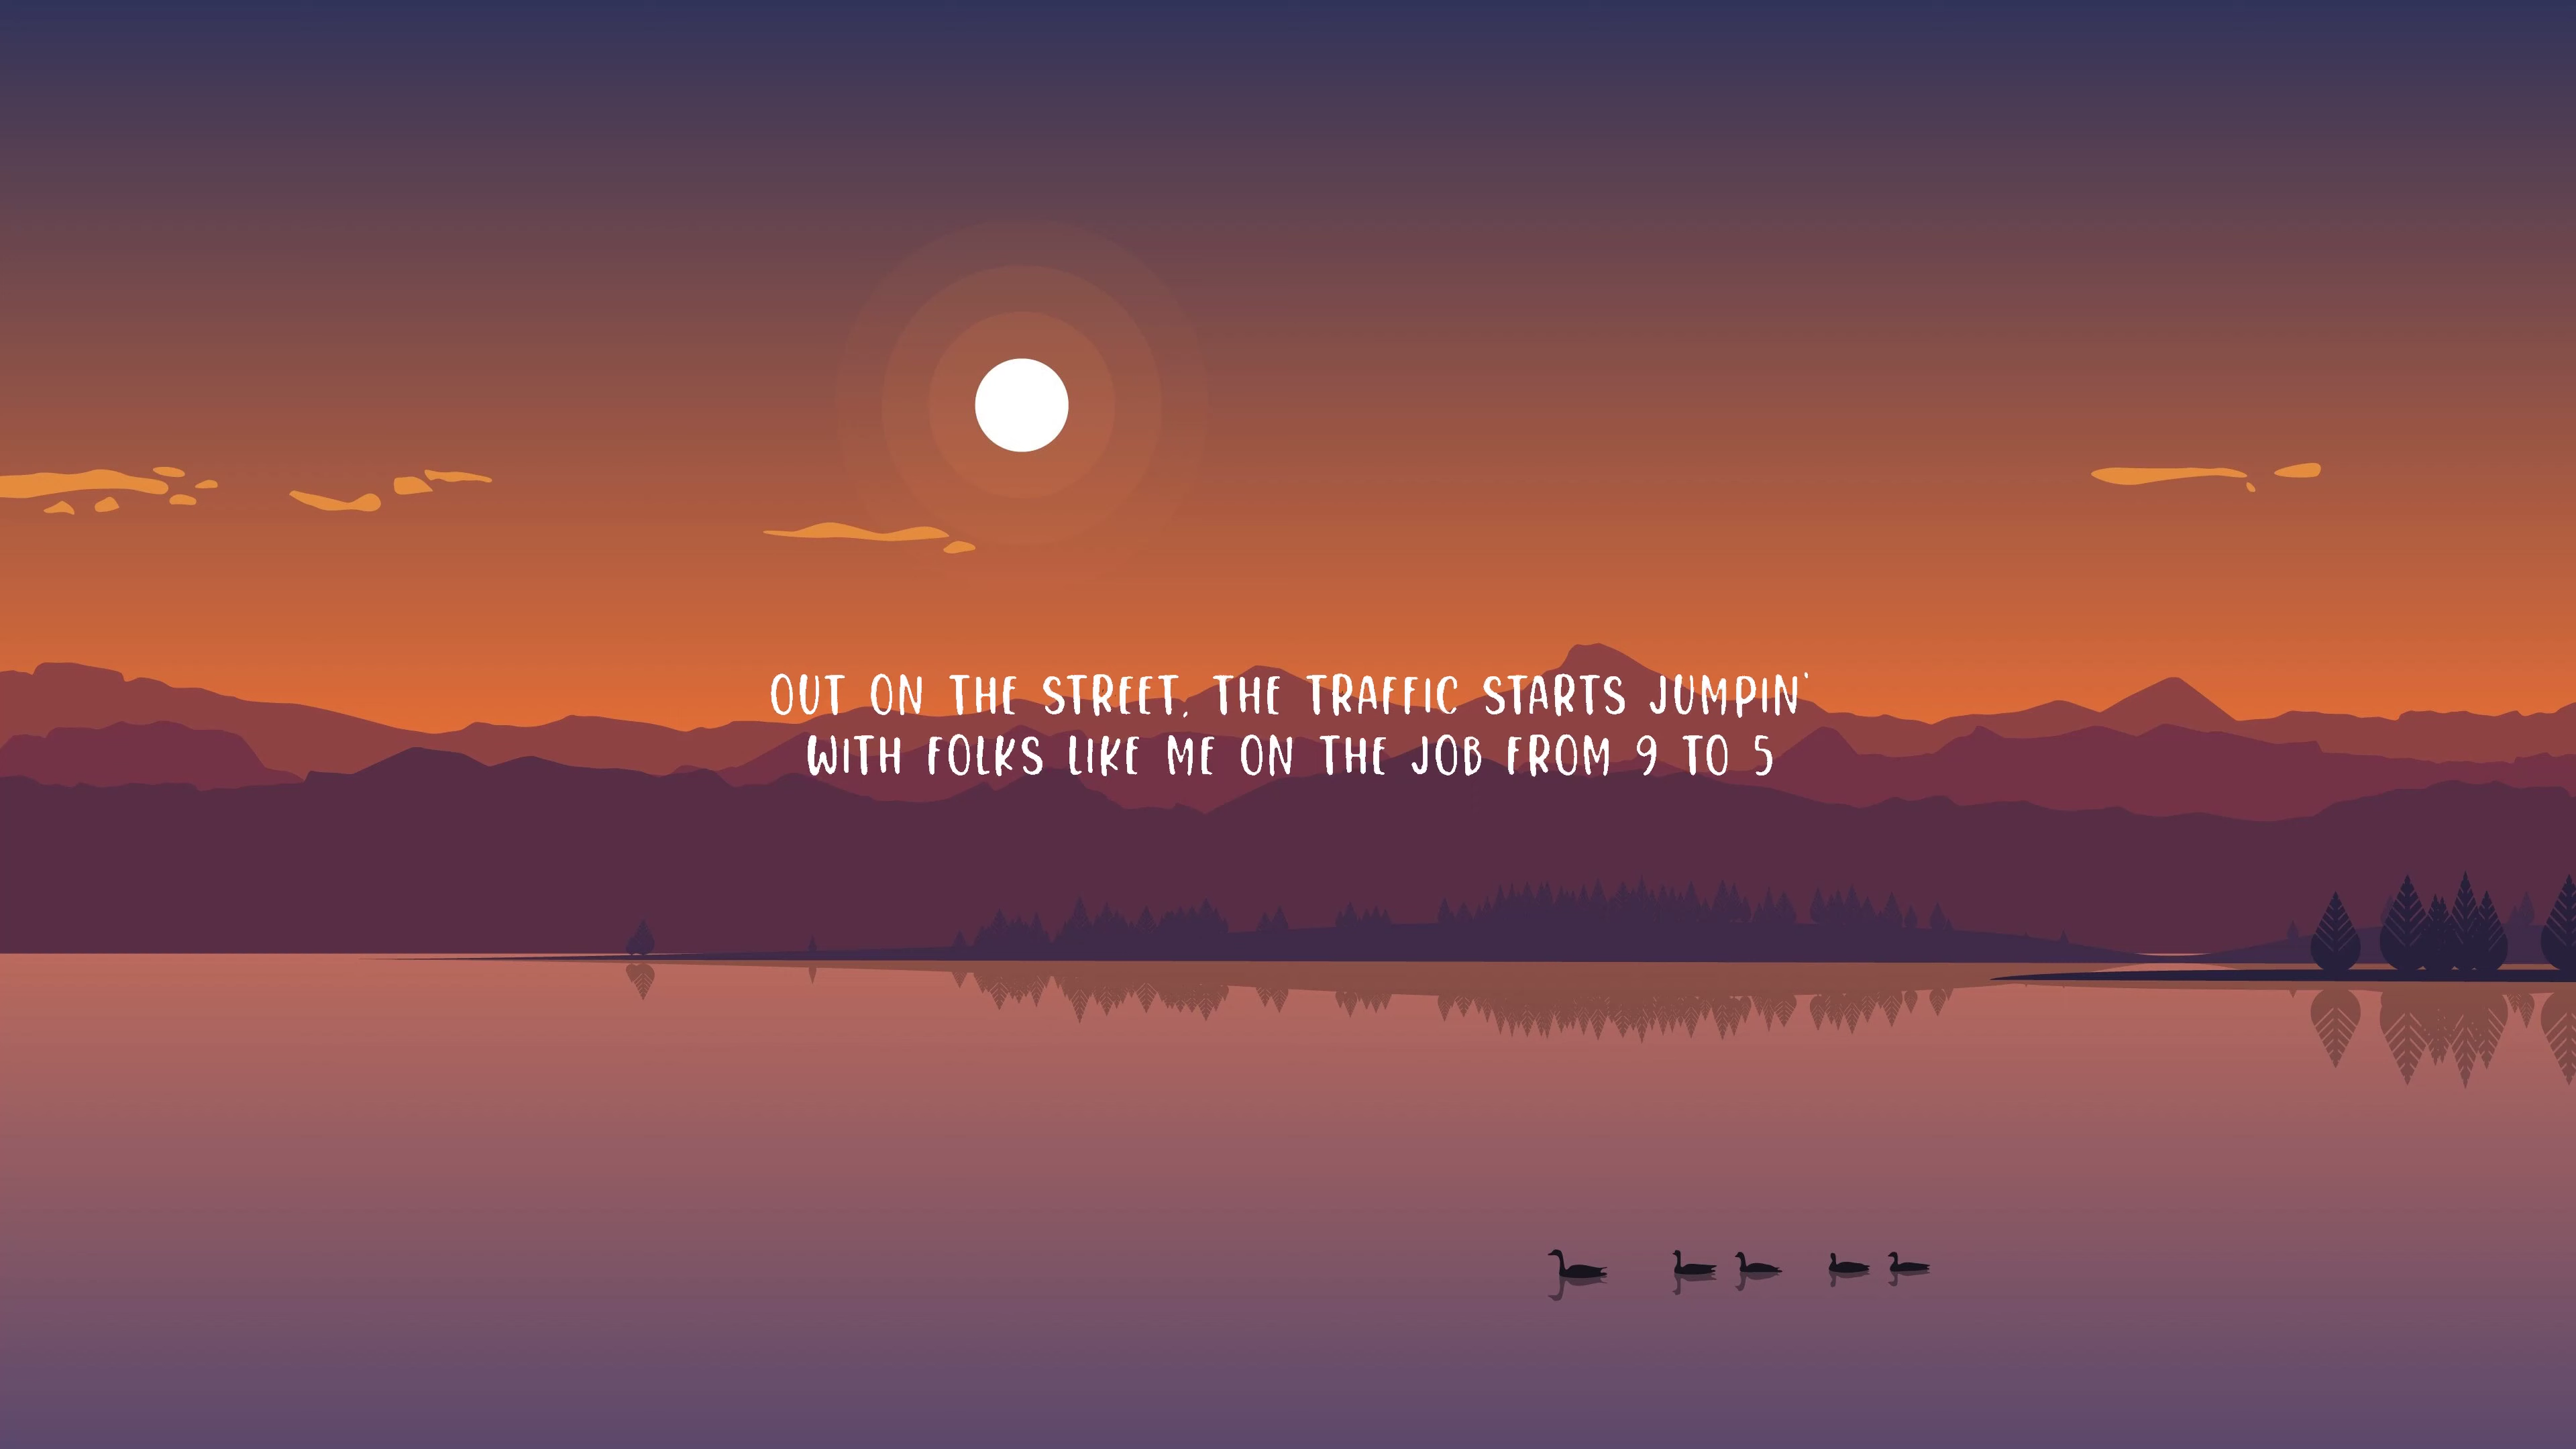 OUT ON THE STREET, THE TRAFFIC STARTS JUMPIN'
WITH FOLKS LIKE ME ON THE JOB FROM 9 TO 5